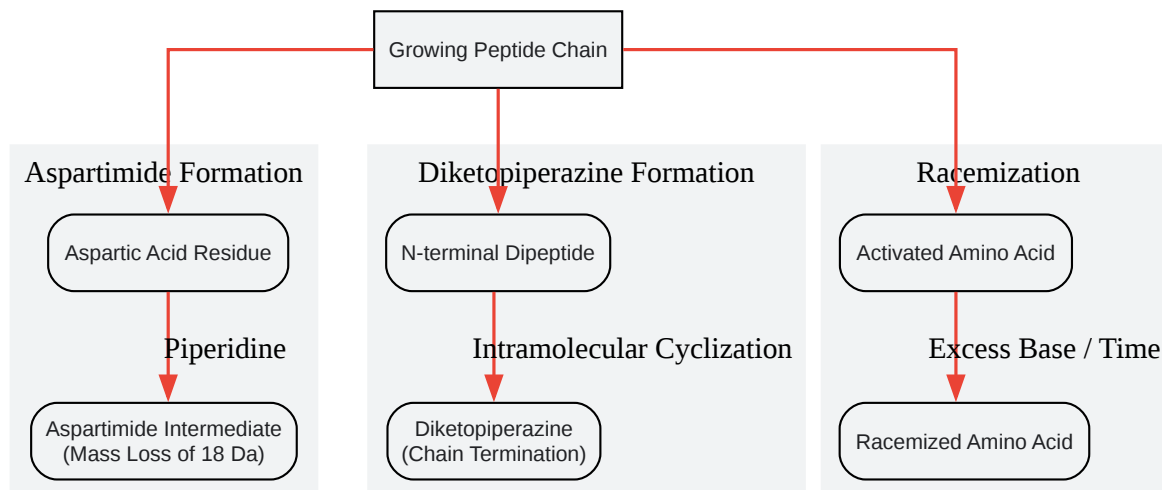 Growing Peptide Chain
Aspartimide Formation
Diketopiperazine Formation
Racemization
Aspartic Acid Residue
N-terminal Dipeptide
Activated Amino Acid
Piperidine
Intramolecular Cyclization
Excess Base / Time
Aspartimide Intermediate
(Mass Loss of 18 Da)
Diketopiperazine
(Chain Termination)
Racemized Amino Acid